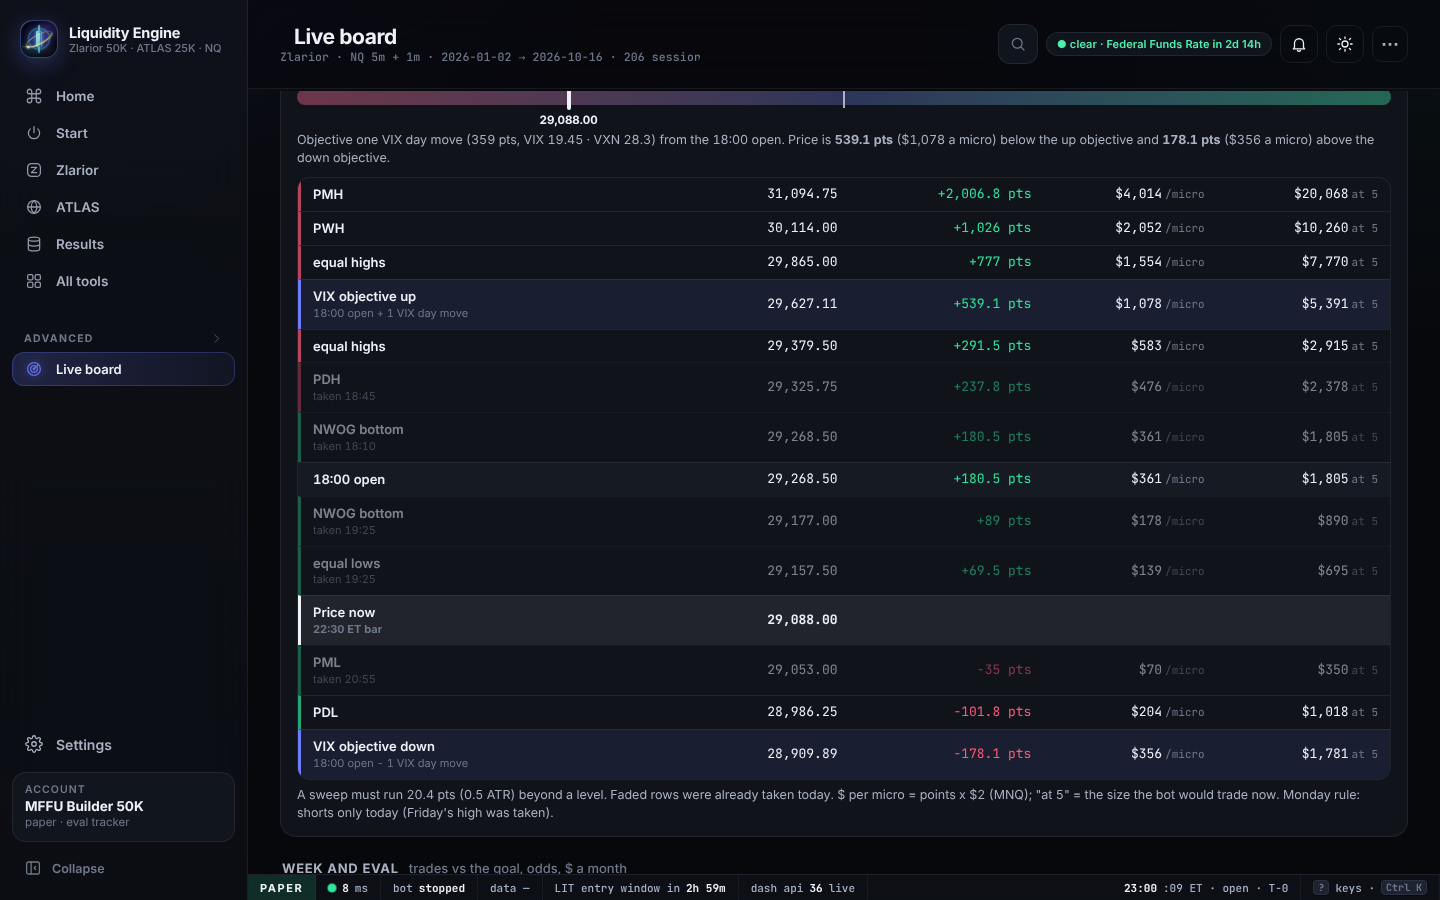 Liquidity Engine
Zlarior 50K · ATLAS 25K · NQ
Home
Start
Zlarior
ATLAS
Results
All tools
ADVANCED
Live board
Settings
ACCOUNT
MFFU Builder 50K
paper · eval tracker
Collapse
Live board
Zlarior · NQ 5m + 1m · 2026-01-02 → 2026-10-16 · 206 session
clear · Federal Funds Rate in 2d 14h
29,088.00
Objective one VIX day move (359 pts, VIX 19.45 · VXN 28.3) from the 18:00 open. Price is 539.1 pts ($1,078 a micro) below the up objective and 178.1 pts ($356 a micro) above the
down objective.
PMH 31,094.75 +2,006.8 pts $4,014 /micro $20,068 at 5
PWH 30,114.00 +1,026 pts $2,052 /micro $10,260 at 5
equal highs 29,865.00 +777 pts $1,554 /micro $7,770 at 5
VIX objective up 29,627.11 +539.1 pts $1,078 /micro $5,391 at 5
18:00 open + 1 VIX day move
equal highs 29,379.50 +291.5 pts $583 /micro $2,915 at 5
PDH 29,325.75 +237.8 pts $476 /micro $2,378 at 5
taken 18:45
NWOG bottom 29,268.50 +180.5 pts $361 /micro $1,805 at 5
taken 18:10
18:00 open 29,268.50 +180.5 pts $361 /micro $1,805 at 5
NWOG bottom 29,177.00 +89 pts $178 /micro $890 at 5
taken 19:25
equal lows 29,157.50 +69.5 pts $139 /micro $695 at 5
taken 19:25
Price now 29,088.00
22:30 ET bar
PML 29,053.00 -35 pts $70 /micro $350 at 5
taken 20:55
PDL 28,986.25 -101.8 pts $204 /micro $1,018 at 5
VIX objective down 28,909.89 -178.1 pts $356 /micro $1,781 at 5
18:00 open - 1 VIX day move
A sweep must run 20.4 pts (0.5 ATR) beyond a level. Faded rows were already taken today. $ per micro = points x $2 (MNQ); "at 5" = the size the bot would trade now. Monday rule:
shorts only today (Friday's high was taken).
WEEK AND EVAL trades vs the goal, odds, $ a month
PAPER 8 ms bot stopped data — LIT entry window in 2h 59m dash api 36 live 23:00 :09 ET · open · T-0 ? keys · Ctrl K